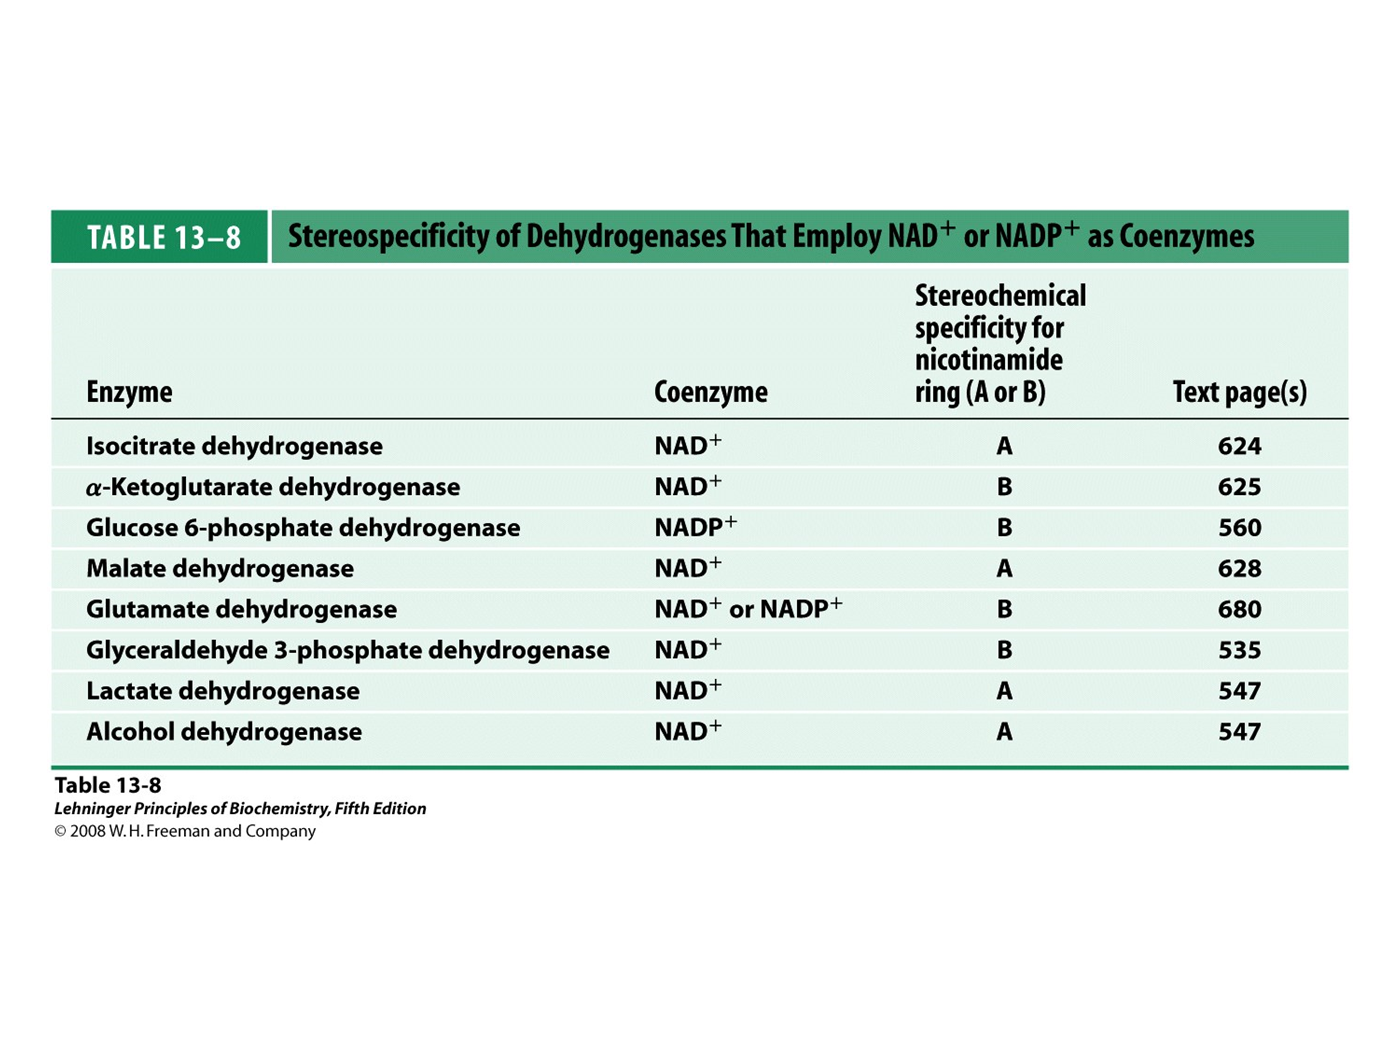 TABLE 13–8 Stereospecificity of Dehydrogenases That Employ NAD+ or NADP+ as Coenzymes
Stereochemical
specificity for
nicotinamide
Enzyme Coenzyme ring (A or B) Text page(s)
Isocitrate dehydrogenase NAD+ A 624
α-Ketoglutarate dehydrogenase NAD+ B 625
Glucose 6-phosphate dehydrogenase NADP+ B 560
Malate dehydrogenase NAD+ A 628
Glutamate dehydrogenase NAD+ or NADP+ B 680
Glyceraldehyde 3-phosphate dehydrogenase NAD+ B 535
Lactate dehydrogenase NAD+ A 547
Alcohol dehydrogenase NAD+ A 547
Table 13-8
Lehninger Principles of Biochemistry, Fifth Edition
© 2008 W. H. Freeman and Company